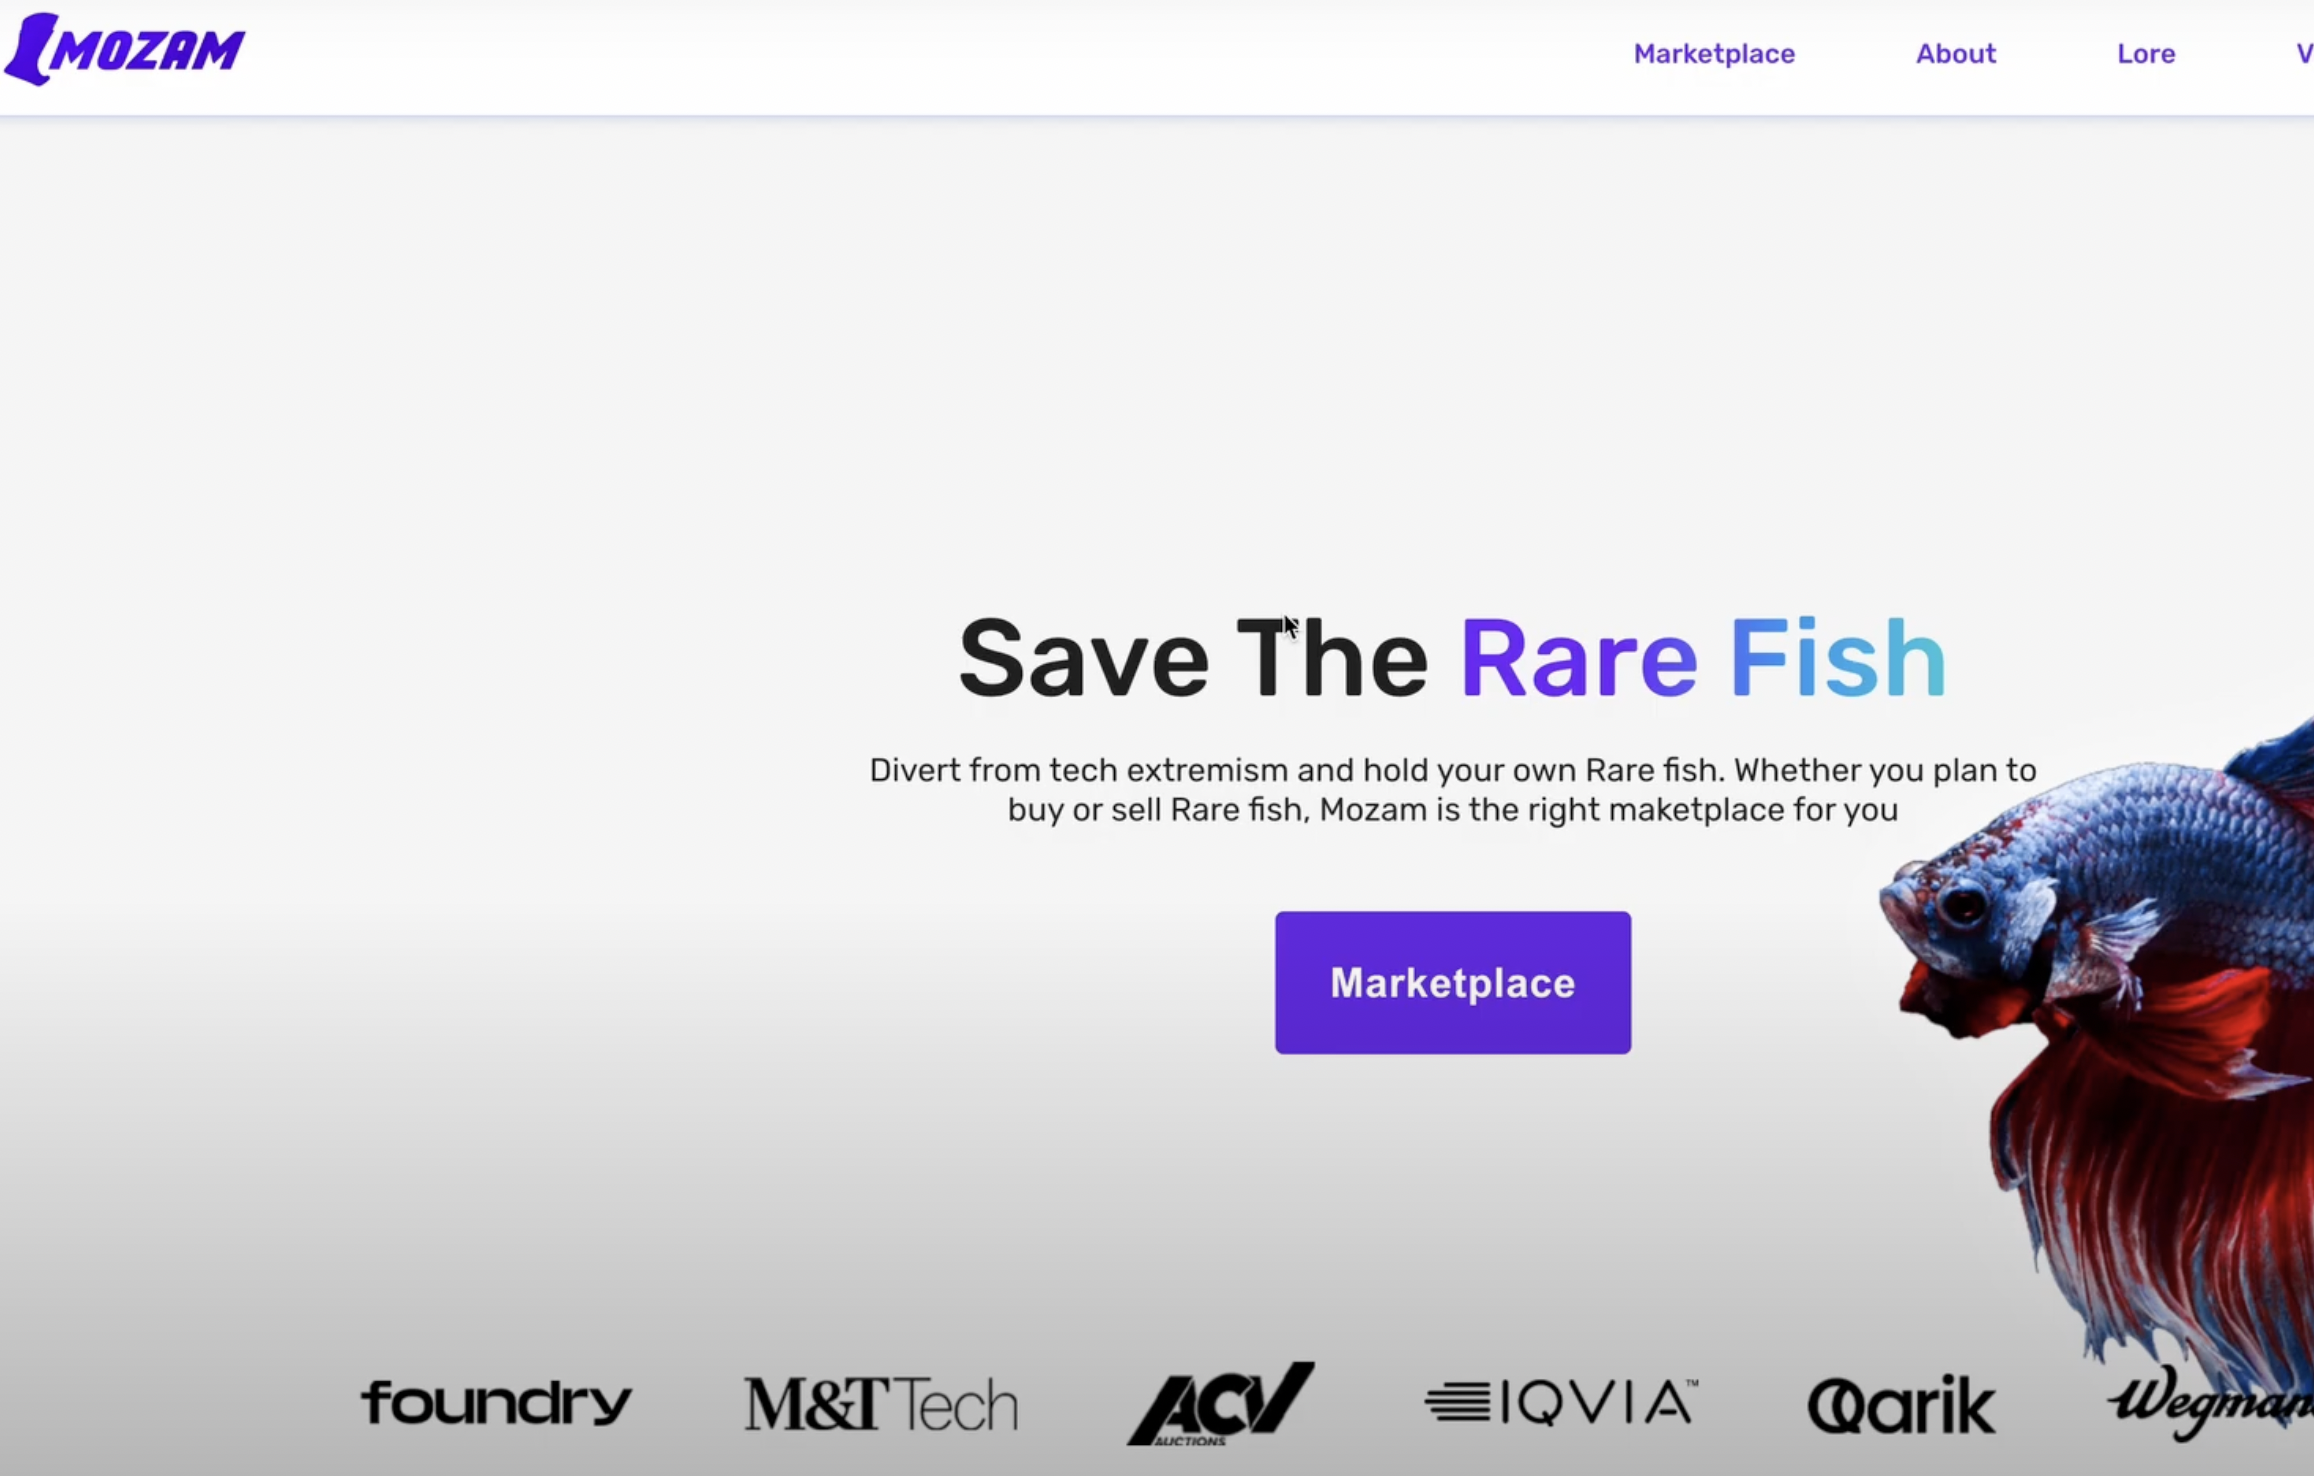 MOZAM
Marketplace About Lore
Save The Rare Fish
Divert from tech extremism and hold your own Rare fish. Whether you plan to
buy or sell Rare fish, Mozam is the right maketplace for you
Marketplace
foundry M&T Tech ACV AUCTIONS IQVIA™ Qarik